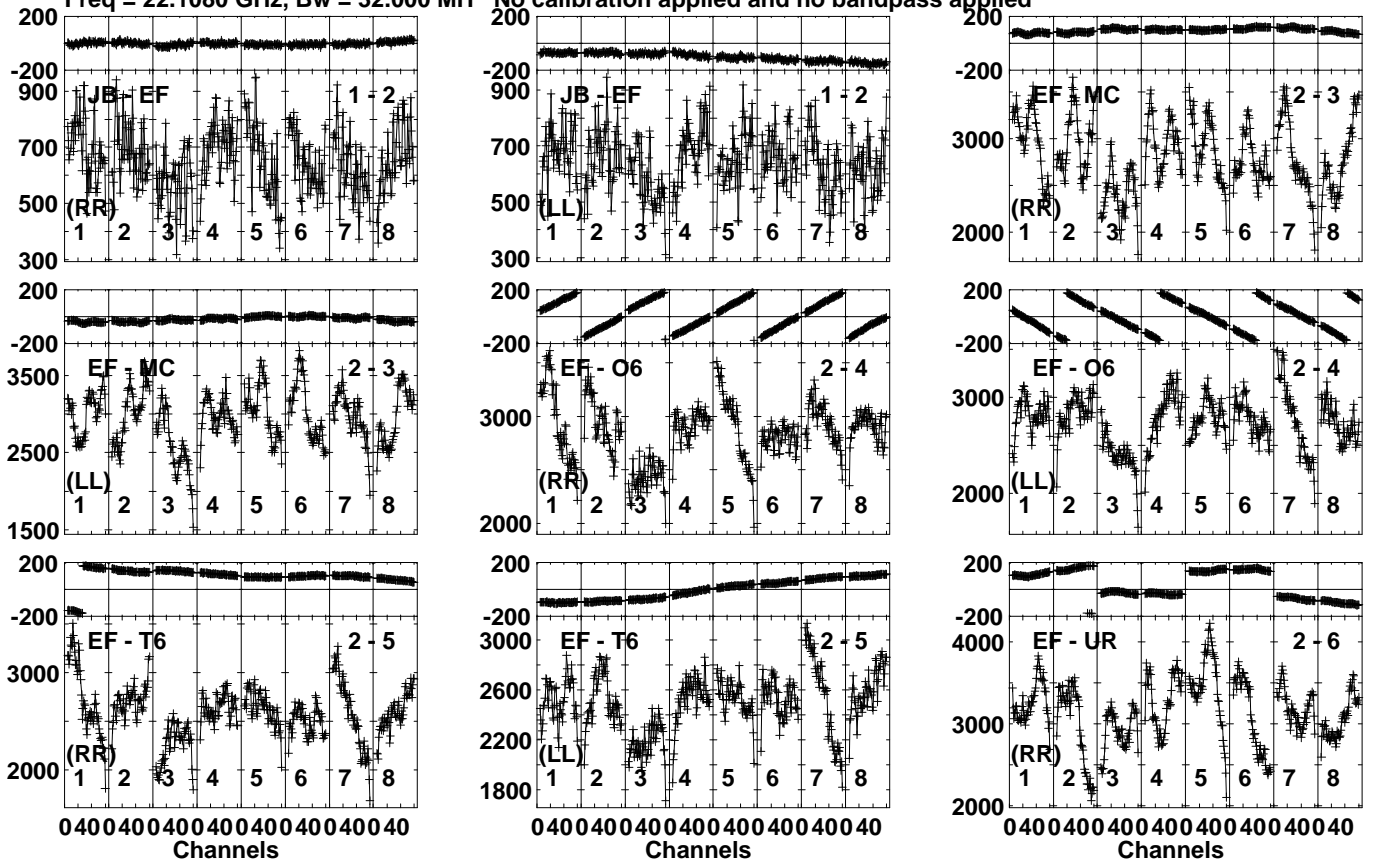 Freq = 22.1080 GHz, Bw = 32.000 MH No calibration applied and no bandpass applied
200 200 200
-200 -200 -200
900 JB - EF 1 - 2 900 JB - EF 1 - 2 EF - MC 2 - 3
700 700 3000
500 500
(RR) (LL) (RR) 2000
1 2 3 4 5 6 7 8 1 2 3 4 5 6 7 8 1 2 3 4 5 6 7 8
300 300
200 200 200
-200 -200 -200
3500 EF - MC 2 - 3 EF - O6 2 - 4 EF - O6 2 - 4
3000 3000
2500
(LL) (RR) 2000 (LL)
1 2 3 4 5 6 7 8 1 2 3 4 5 6 7 8 1 2 3 4 5 6 7 8
1500 2000
200 200 200
-200 -200 -200
EF - T6 2 - 5 3000 EF - T6 2 - 5 4000 EF - UR 2 - 6
3000 2600
2200 3000
(RR) (LL) (RR)
2000 1 2 3 4 5 6 7 8 1800 1 2 3 4 5 6 7 8 1 2 3 4 5 6 7 8
2000
0 40 0 40 0 40 0 40 0 40 0 40 0 40 0 40 0 40 0 40 0 40 0 40 0 40 0 40 0 40 0 40 0 40 0 40 0 40 0 40 0 40 0 40 0 40 0 40
Channels Channels Channels